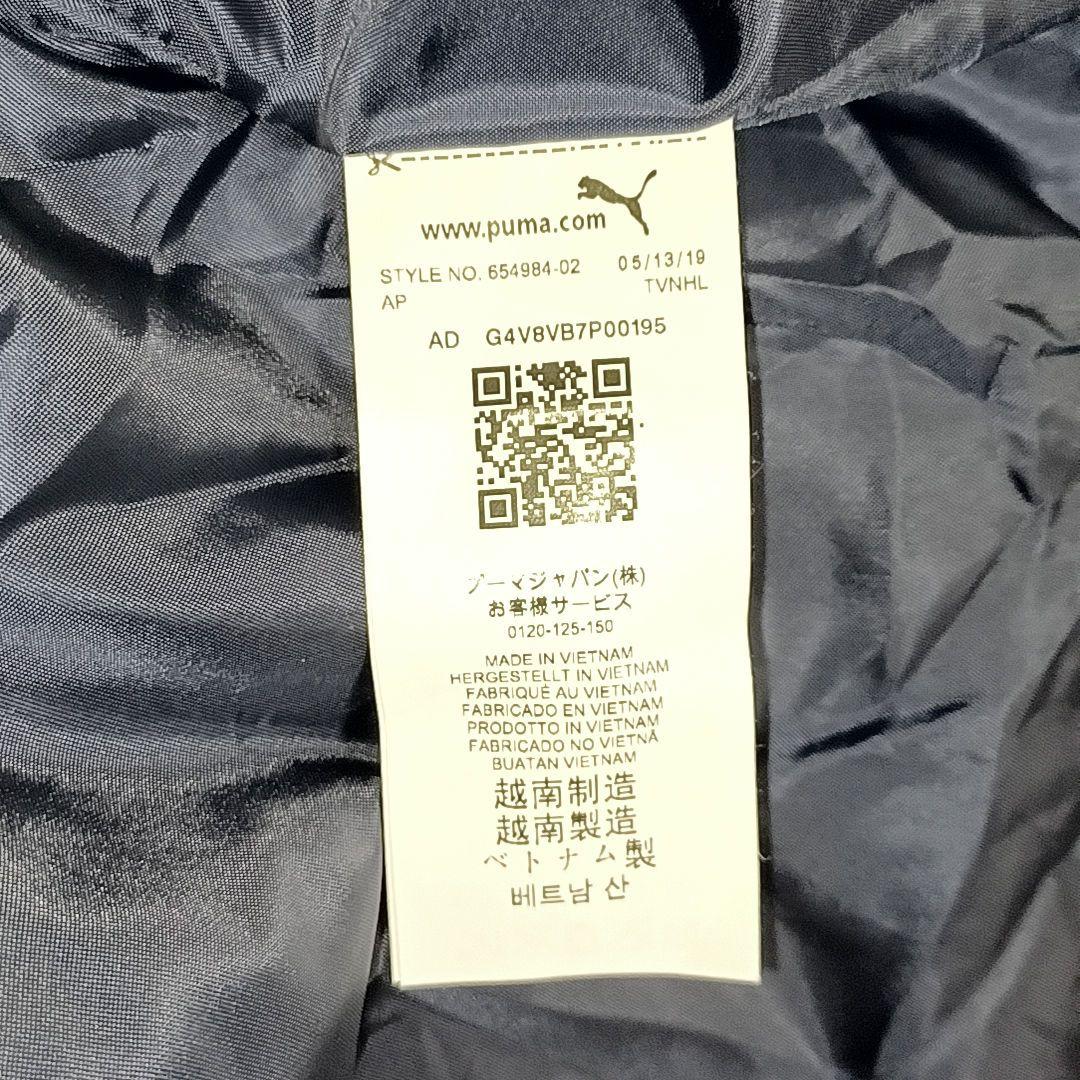 www.puma.com
STYLE NO. 654984-02 05/13/19
AP TVNHL
AD G4V8VB7P00195
プーマジャパン(株)
お客様サービス
0120-125-150
MADE IN VIETNAM
HERGESTELLT IN VIETNAM
FABRIQUÉ AU VIETNAM
FABRICADO EN VIETNAM
PRODOTTO IN VIETNAM
FABRICADO NO VIETNÃ
BUATAN VIETNAM
越南制造
越南製造
ベトナム製
베트남 산